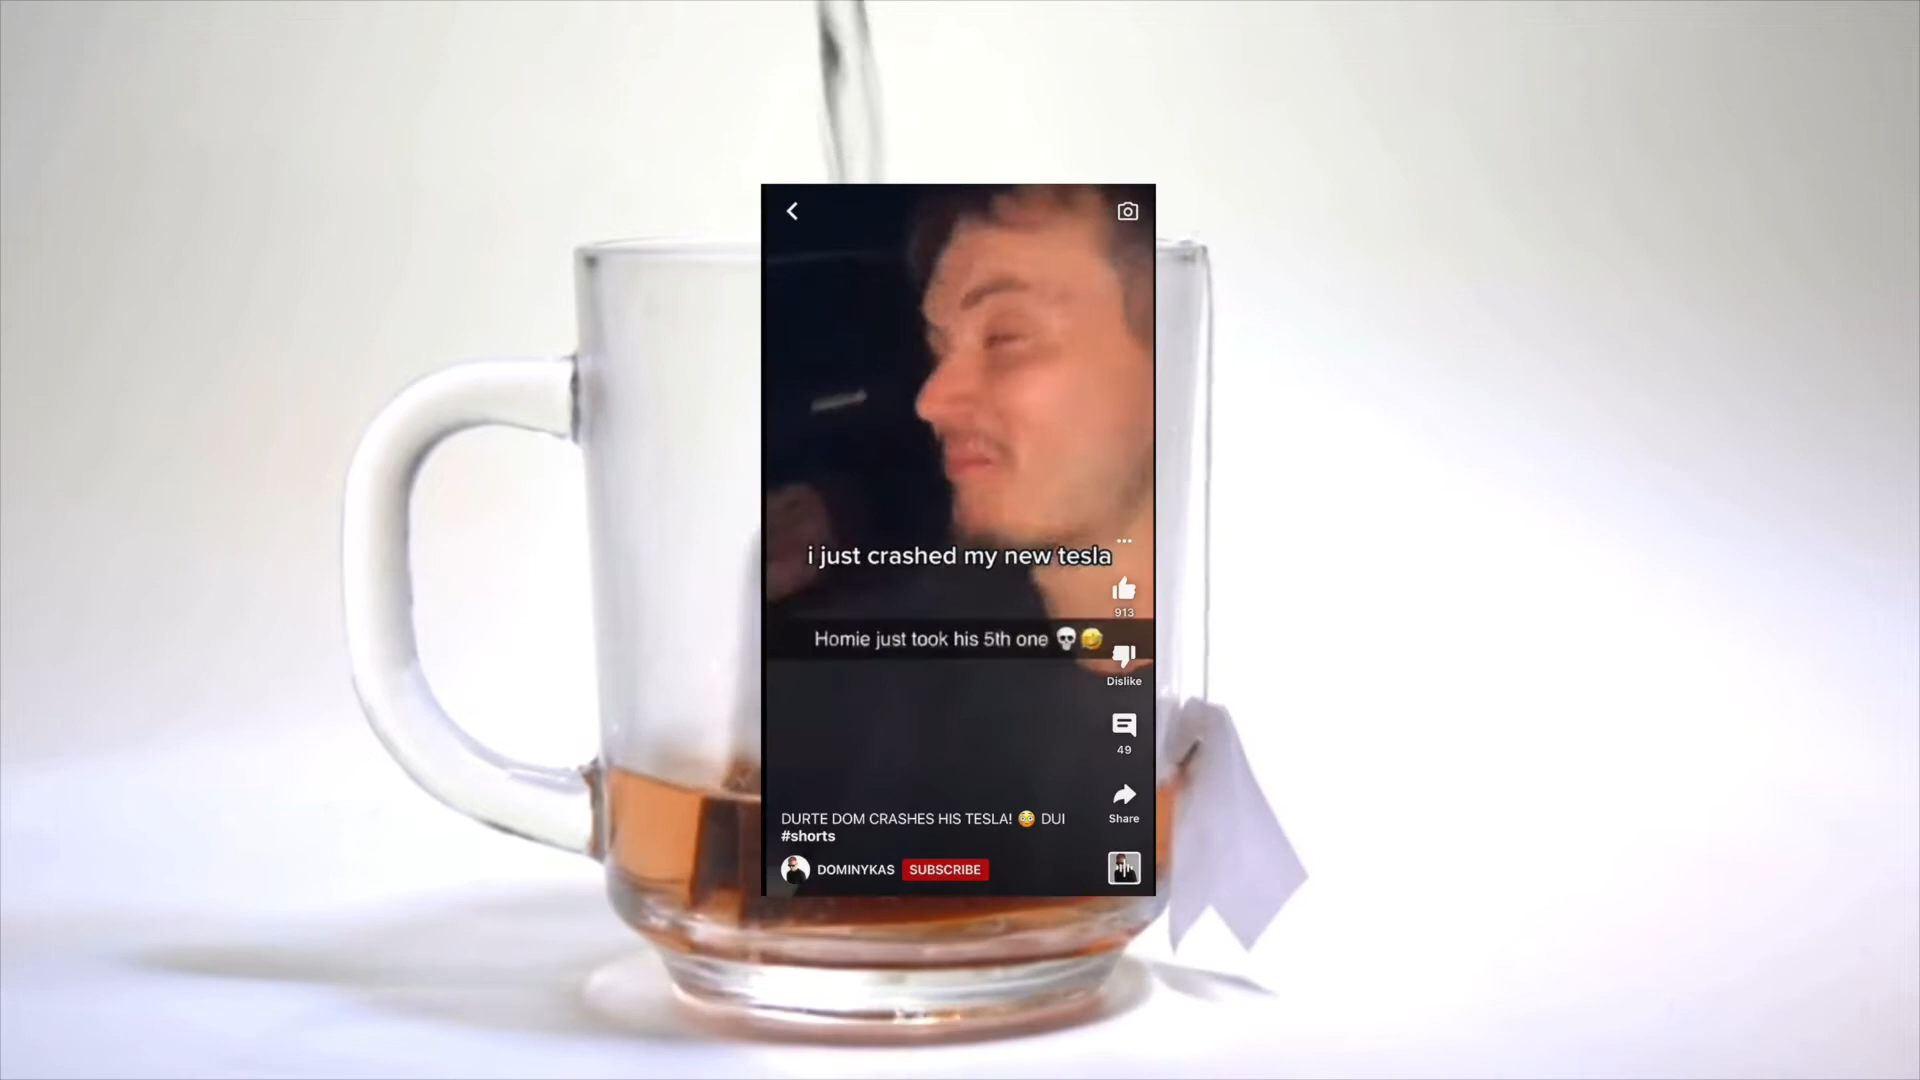 i just crashed my new tesla
913
Homie just took his 5th one 💀🤣
Dislike
49
DURTE DOM CRASHES HIS TESLA! 😳 DUI
#shorts
Share
DOMINYKAS SUBSCRIBE